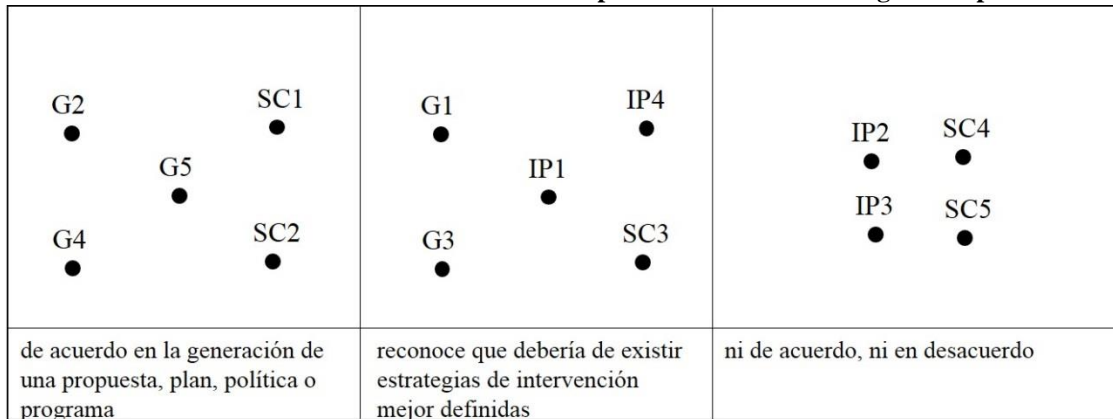 G2 SC1
G5
G4 SC2
G1 IP4
IP1
G3 SC3
IP2 SC4
IP3 SC5
de acuerdo en la generación de
una propuesta, plan, política o
programa
reconoce que debería de existir
estrategias de intervención
mejor definidas
ni de acuerdo, ni en desacuerdo